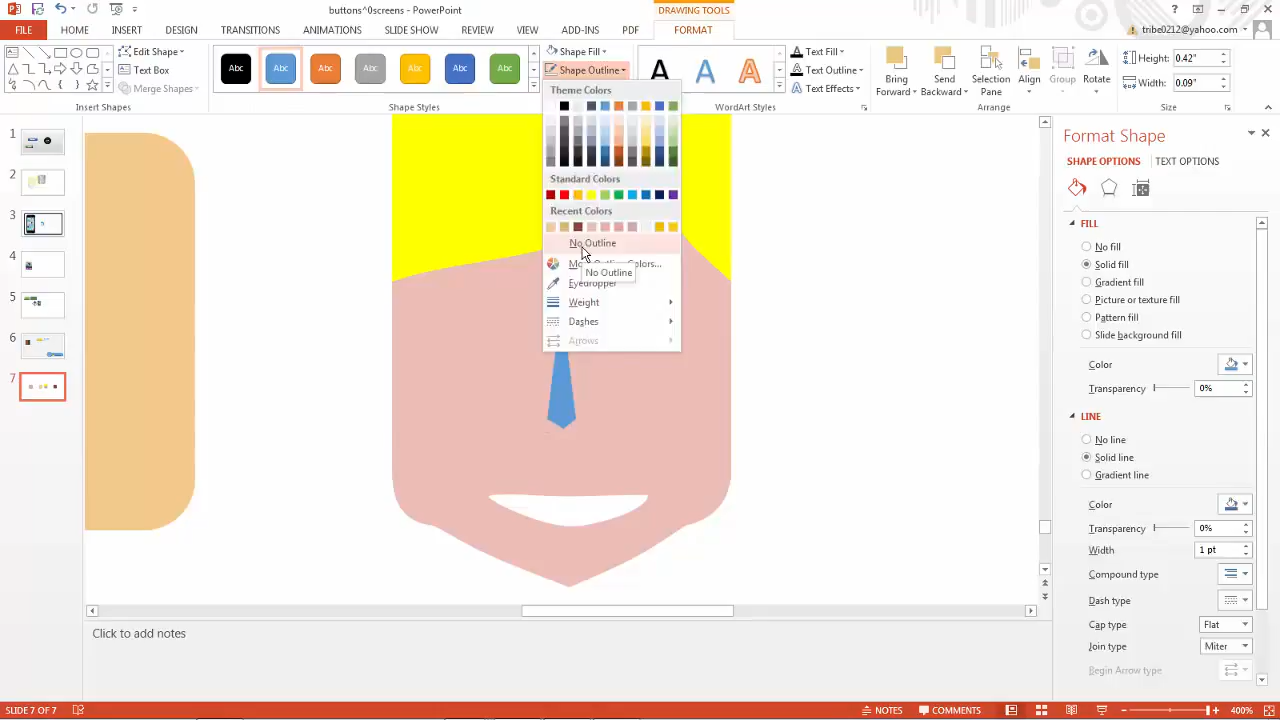 buttons^0screens - PowerPoint
DRAWING TOOLS
FILE HOME INSERT DESIGN TRANSITIONS ANIMATIONS SLIDE SHOW REVIEW VIEW ADD-INS PDF FORMAT
tribe0212@yahoo.com
Edit Shape
Text Box
Merge Shapes
Insert Shapes
Abc Abc Abc Abc Abc Abc Abc
Shape Styles
Shape Fill
Shape Outline
A A A
Text Fill
Text Outline
Text Effects
WordArt Styles
Bring Forward
Send Backward
Selection Pane
Align
Group
Rotate
Arrange
Height: 0.42"
Width: 0.09"
Size
Theme Colors
Standard Colors
Recent Colors
No Outline
No Outline
Eyedropper
Weight
Dashes
Arrows
1
2
3
4
5
6
7
Format Shape
SHAPE OPTIONS TEXT OPTIONS
FILL
No fill
Solid fill
Gradient fill
Picture or texture fill
Pattern fill
Slide background fill
Color
Transparency 0%
LINE
No line
Solid line
Gradient line
Color
Transparency 0%
Width 1 pt
Compound type
Dash type
Cap type Flat
Join type Miter
Begin Arrow type
Click to add notes
SLIDE 7 OF 7
NOTES COMMENTS 400%